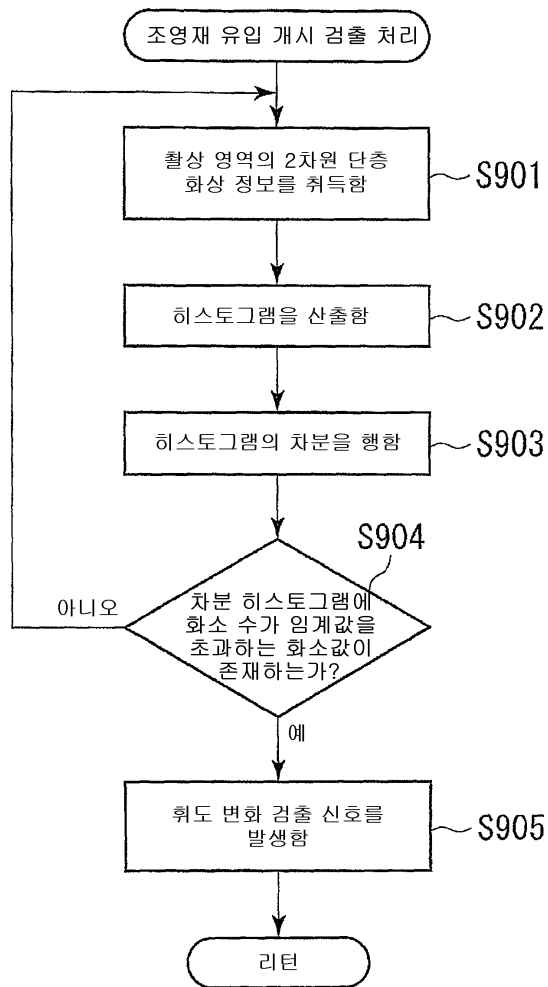 조영재 유입 개시 검출 처리
촬상 영역의 2차원 단층
화상 정보를 취득함
S901
히스토그램을 산출함
S902
히스토그램의 차분을 행함
S903
S904
차분 히스토그램에
화소 수가 임계값을
초과하는 화소값이
존재하는가?
아니오
예
휘도 변화 검출 신호를
발생함
S905
리턴